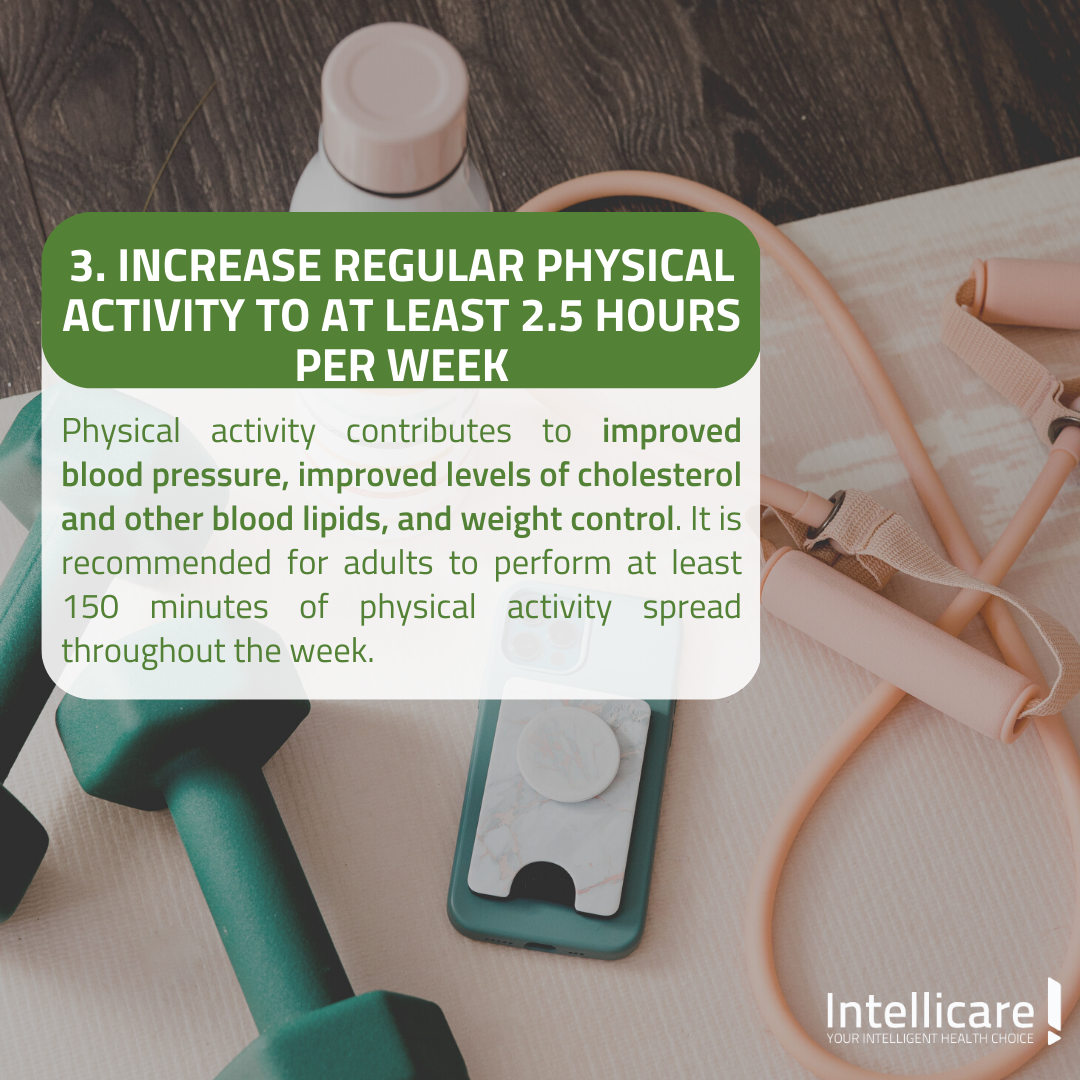 3. INCREASE REGULAR PHYSICAL
ACTIVITY TO AT LEAST 2.5 HOURS
PER WEEK
Physical activity contributes to improved
blood pressure, improved levels of cholesterol
and other blood lipids, and weight control. It is
recommended for adults to perform at least
150 minutes of physical activity spread
throughout the week.
Intellicare
YOUR INTELLIGENT HEALTH CHOICE